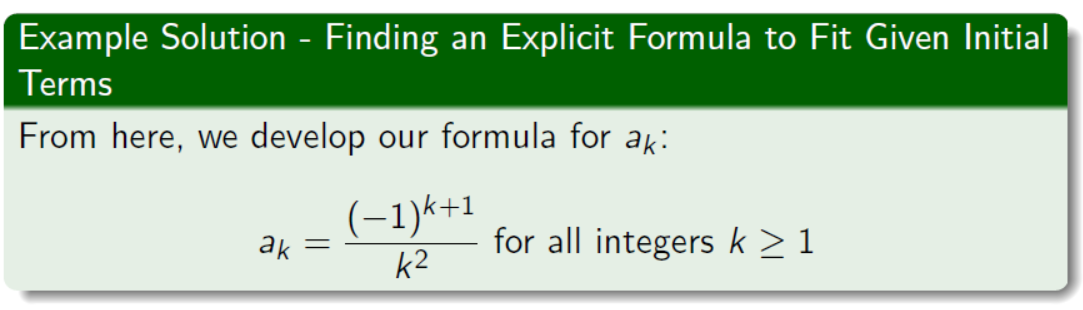 Example Solution - Finding an Explicit Formula to Fit Given Initial
Terms
From here, we develop our formula for a_k:
a_k = \frac{(-1)^{k+1}}{k^2} for all integers k ≥ 1